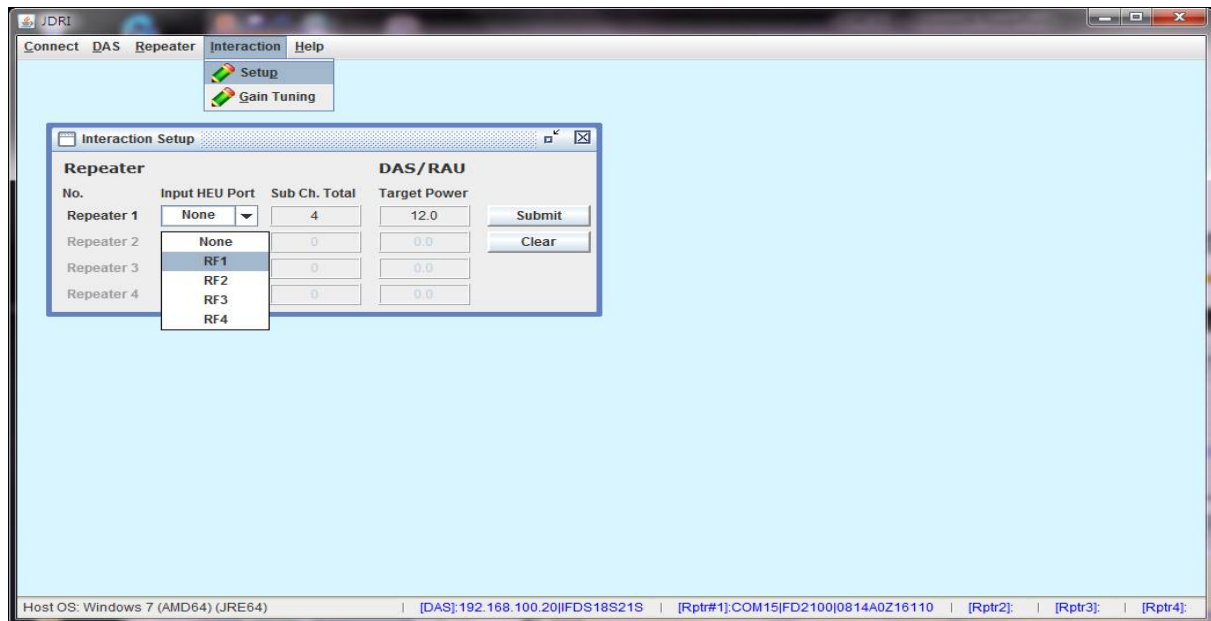 JDRI
Connect DAS Repeater Interaction Help
Setup
Gain Tuning
Interaction Setup
Repeater DAS/RAU
No. Input HEU Port Sub Ch. Total Target Power
Repeater 1 None 4 12.0 Submit
Repeater 2 None 0 0.0 Clear
Repeater 3 RF1 0 0.0
RF2
Repeater 4 RF3 0 0.0
RF4
Host OS: Windows 7 (AMD64) (JRE64) | [DAS]:192.168.100.20|IFDS18S21S | [Rptr#1]:COM15|FD2100|0814A0Z16110 | [Rptr2]: | [Rptr3]: | [Rptr4]: